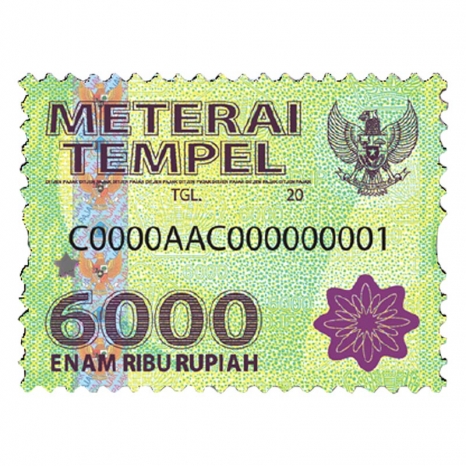 METERAI
TEMPEL
TGL. 20
C0000AAC000000001
6000
ENAM RIBU RUPIAH